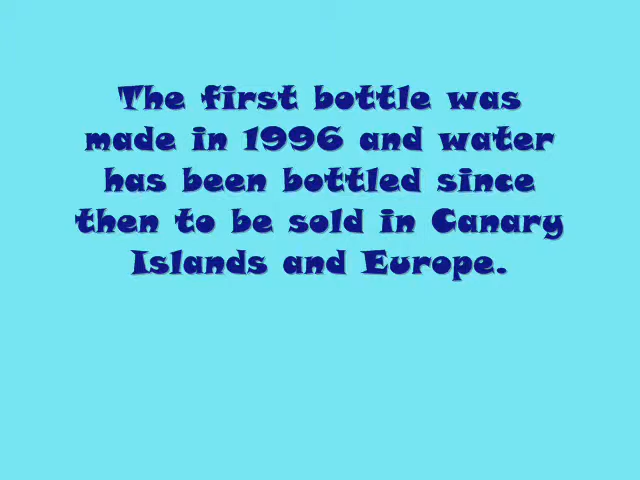 The first bottle was
made in 1996 and water
has been bottled since
then to be sold in Canary
Islands and Europe.